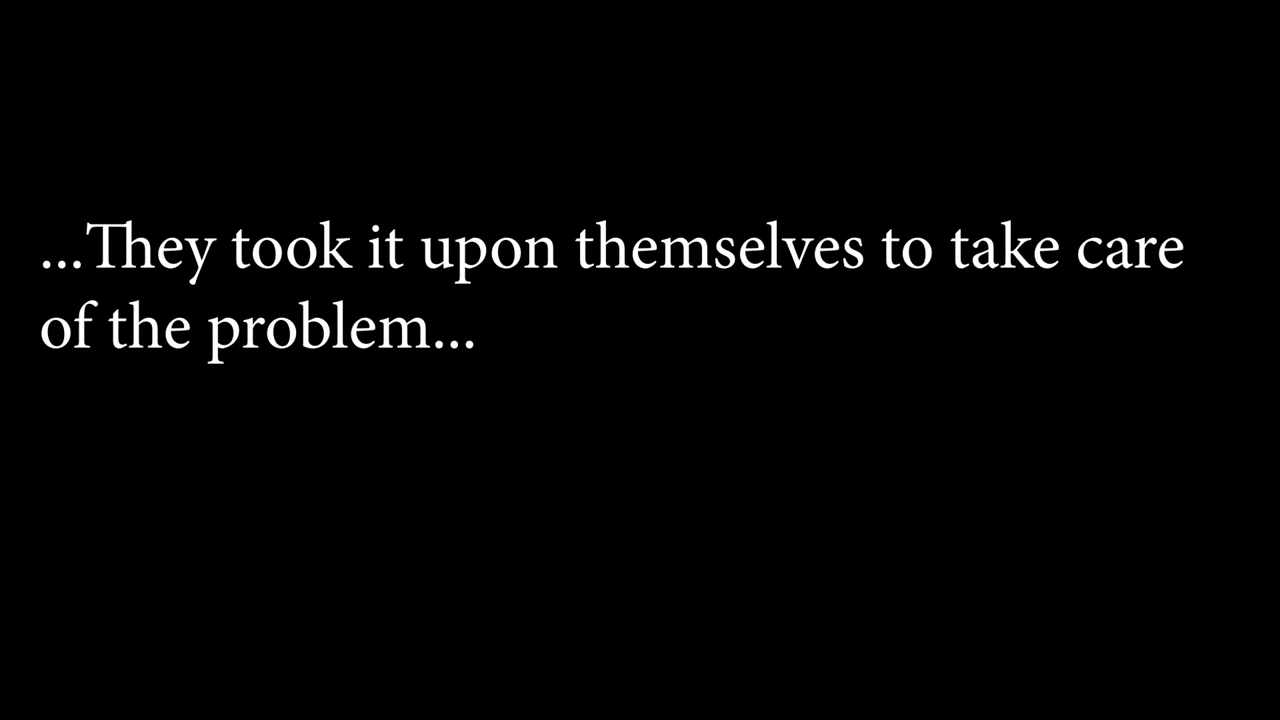 ...They took it upon themselves to take care
of the problem...